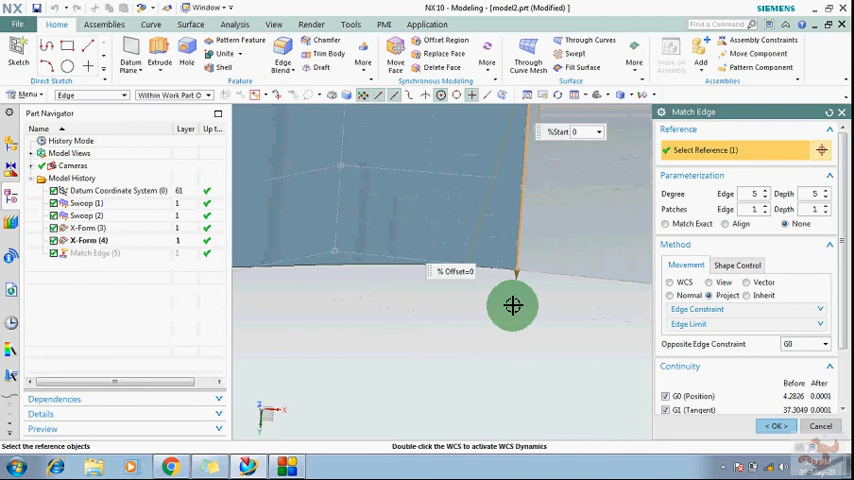 NX
Window
NX 10 - Modeling - [model2.prt (Modified) ]
SIEMENS
File
Home
Assemblies
Curve
Surface
Analysis
View
Render
Tools
PMI
Application
Find a Command
Sketch
Direct Sketch
Datum Plane
Extrude
Hole
Pattern Feature
Unite
Shell
Edge Blend
Chamfer
Trim Body
Draft
More
Feature
Move Face
Offset Region
Replace Face
Delete Face
More
Synchronous Modeling
Through Curve Mesh
Through Curves
Swept
Fill Surface
More
Surface
Work on Assembly
Add
Assembly Constraints
Move Component
Pattern Component
Assemblies
Menu
Edge
Within Work Part O
Part Navigator
Name
Layer
Up t
History Mode
Model Views
Cameras
Model History
Datum Coordinate System (0) 61
Swoop (1) 1
Swoop (2) 1
X-Form (3) 1
X-Form (4) 1
Match Edge (5) 1
Dependencies
Details
Preview
%Start 0
% Offset=0
X
Y
Z
Match Edge
Reference
Select Reference (1)
Parameterization
Degree Edge 5 Depth 5
Patches Edge 1 Depth 1
Match Exact Align None
Method
Movement Shape Control
WCS View Vector
Normal Project Inherit
Edge Constraint
Edge Limit
Opposite Edge Constraint G0
Continuity
Before After
G0 (Position) 4.2826 0.0001
G1 (Tangent) 37.3049 0.0001
< OK > Cancel
Select the reference objects
Double-click the WCS to activate WCS Dynamics